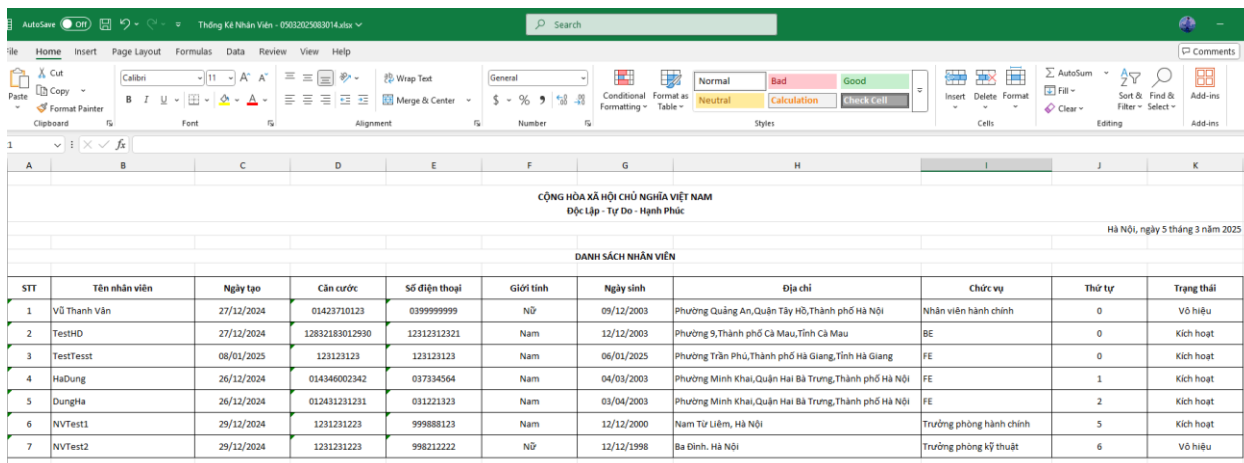 AutoSave Off Thống Kê Nhân Viên - 05032025083014.xlsx Search
File Home Insert Page Layout Formulas Data Review View Help Comments
Paste Cut Copy Format Painter
Calibri 11 A^ A˅ Wrap Text General Conditional Formatting Format as Table Normal Bad Good Insert Delete Format AutoSum Sort & Filter Find & Select Add-ins
B I U A Merge & Center $ % 9 Neutral Calculation Check Cell Fill Clear
Clipboard Font Alignment Number Styles Cells Editing Add-ins
1 fx
A B C D E F G H I J K
CỘNG HÒA XÃ HỘI CHỦ NGHĨA VIỆT NAM
Độc Lập - Tự Do - Hạnh Phúc
Hà Nội, ngày 5 tháng 3 năm 2025
DANH SÁCH NHÂN VIÊN
STT Tên nhân viên Ngày tạo Căn cước Số điện thoại Giới tính Ngày sinh Địa chỉ Chức vụ Thứ tự Trạng thái
1 Vũ Thanh Vân 27/12/2024 01423710123 0399999999 Nữ 09/12/2003 Phường Quảng An,Quận Tây Hồ,Thành phố Hà Nội Nhân viên hành chính 0 Vô hiệu
2 TestHD 27/12/2024 12832183012930 12312312321 Nam 12/12/2003 Phường 9,Thành phố Cà Mau,Tỉnh Cà Mau BE 0 Kích hoạt
3 TestTesst 08/01/2025 123123123 123123123 Nam 06/01/2025 Phường Trần Phú,Thành phố Hà Giang,Tỉnh Hà Giang FE 0 Kích hoạt
4 HaDung 26/12/2024 014346002342 037334564 Nam 04/03/2003 Phường Minh Khai,Quận Hai Bà Trưng,Thành phố Hà Nội FE 1 Kích hoạt
5 DungHa 26/12/2024 012431231231 031221323 Nam 03/04/2003 Phường Minh Khai,Quận Hai Bà Trưng,Thành phố Hà Nội FE 2 Kích hoạt
6 NVTest1 29/12/2024 1231231223 999888123 Nam 12/12/2000 Nam Từ Liêm, Hà Nội Trưởng phòng hành chính 5 Kích hoạt
7 NVTest2 29/12/2024 1231231223 998212222 Nữ 12/12/1998 Ba Đình. Hà Nội Trưởng phòng kỹ thuật 6 Vô hiệu